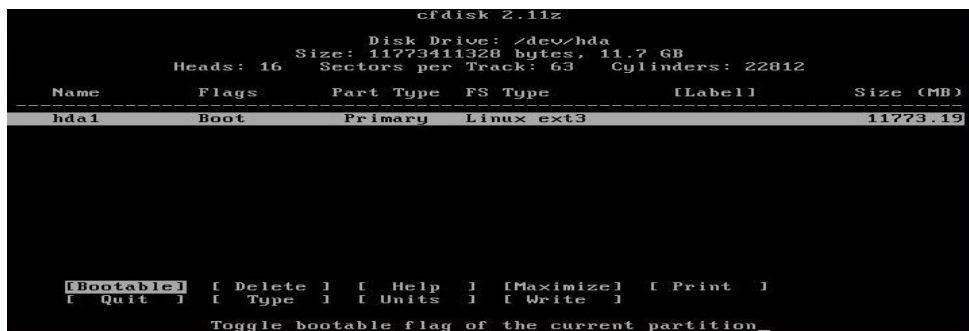 cfdisk 2.11z
Disk Drive: /dev/hda
Size: 11773411328 bytes, 11.7 GB
Heads: 16 Sectors per Track: 63 Cylinders: 22812
Name Flags Part Type FS Type [Label] Size (MB)
hda1 Boot Primary Linux ext3 11773.19
[Bootable] [ Delete ] [ Help ] [Maximize] [ Print ]
[ Quit ] [ Type ] [ Units ] [ Write ]
Toggle bootable flag of the current partition_